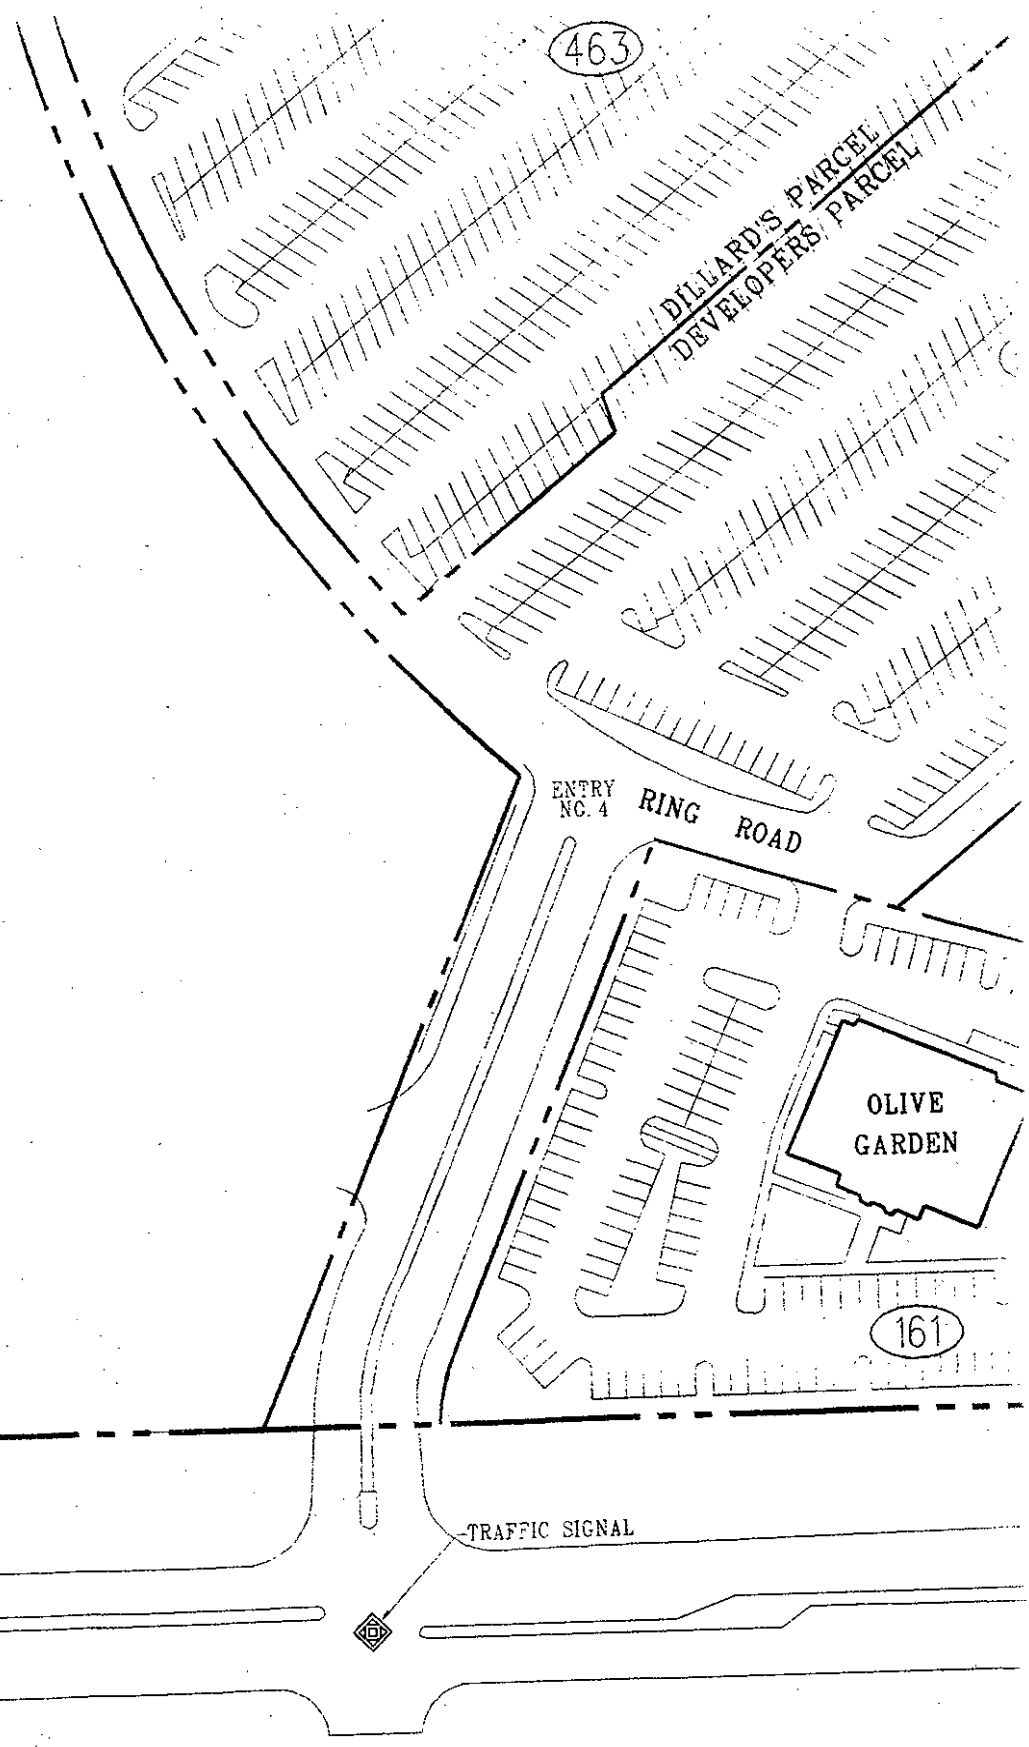 463
DILLARD'S PARCEL
DEVELOPERS PARCEL
ENTRY
NO. 4
RING ROAD
OLIVE
GARDEN
161
TRAFFIC SIGNAL